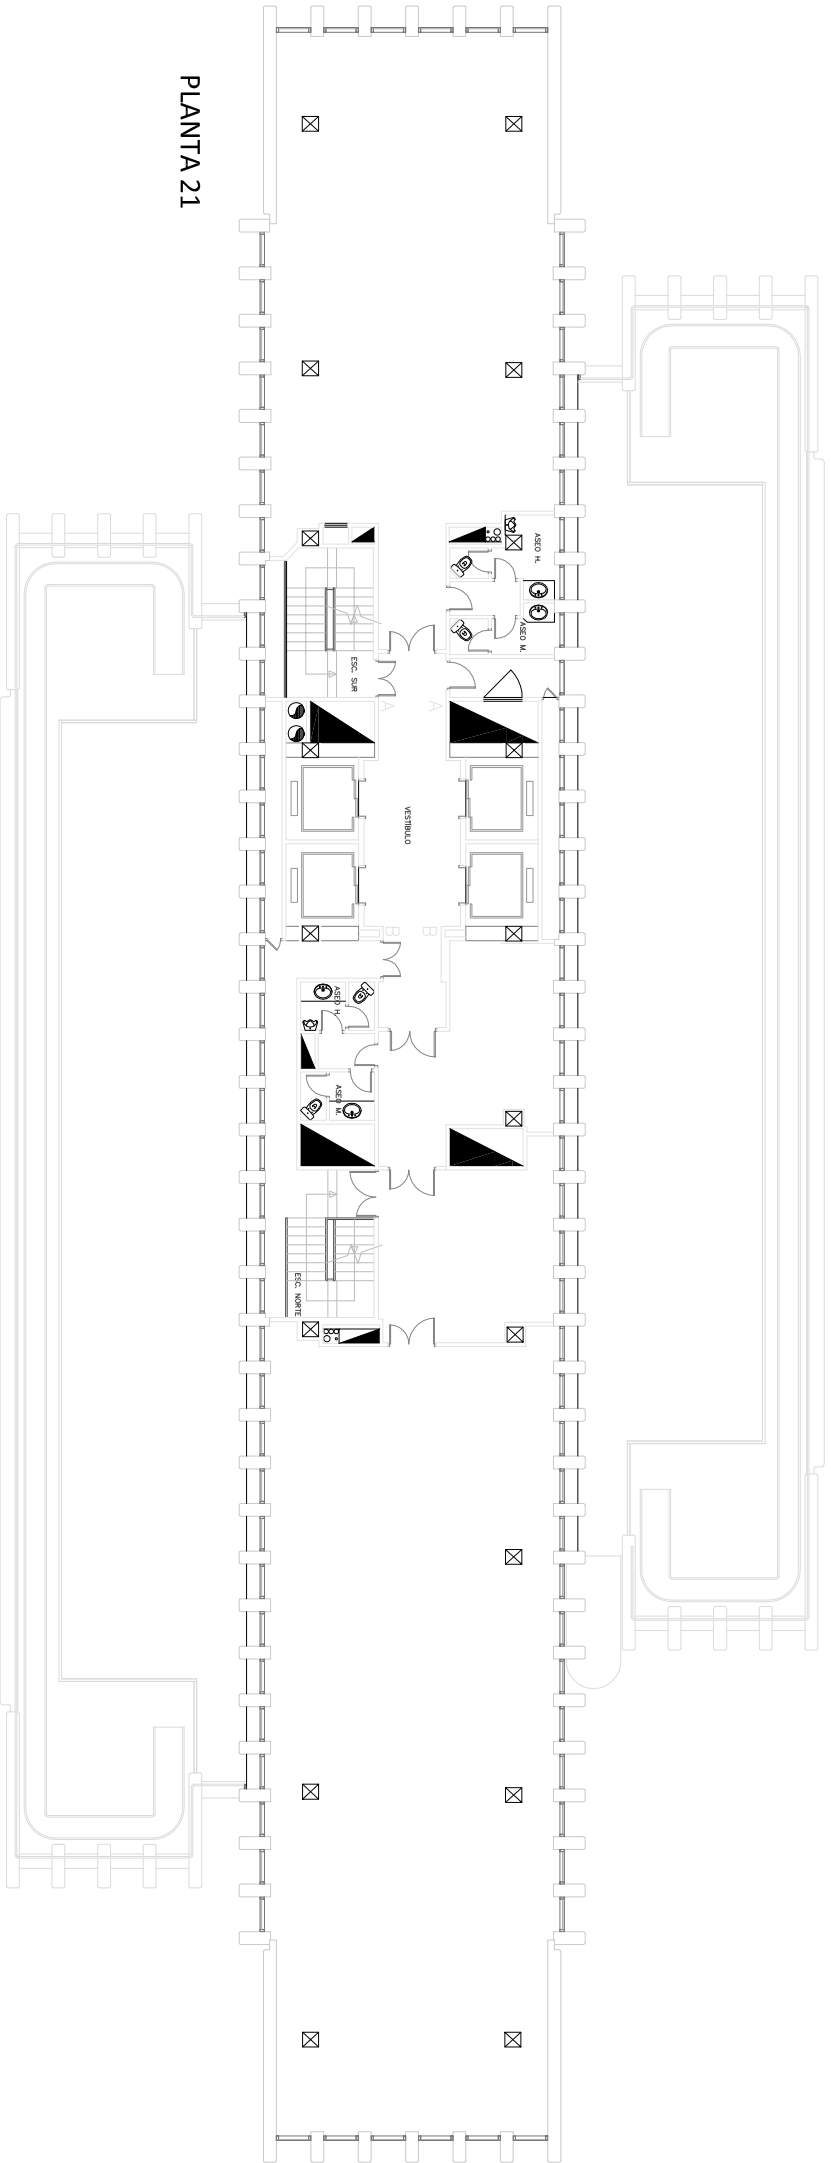 PLANTA 21
ASEO H.
ASEO M.
ESC. SUR
A
A
VESTIBULO
B
B
ASEO H.
ASEO M.
ESC. NORTE